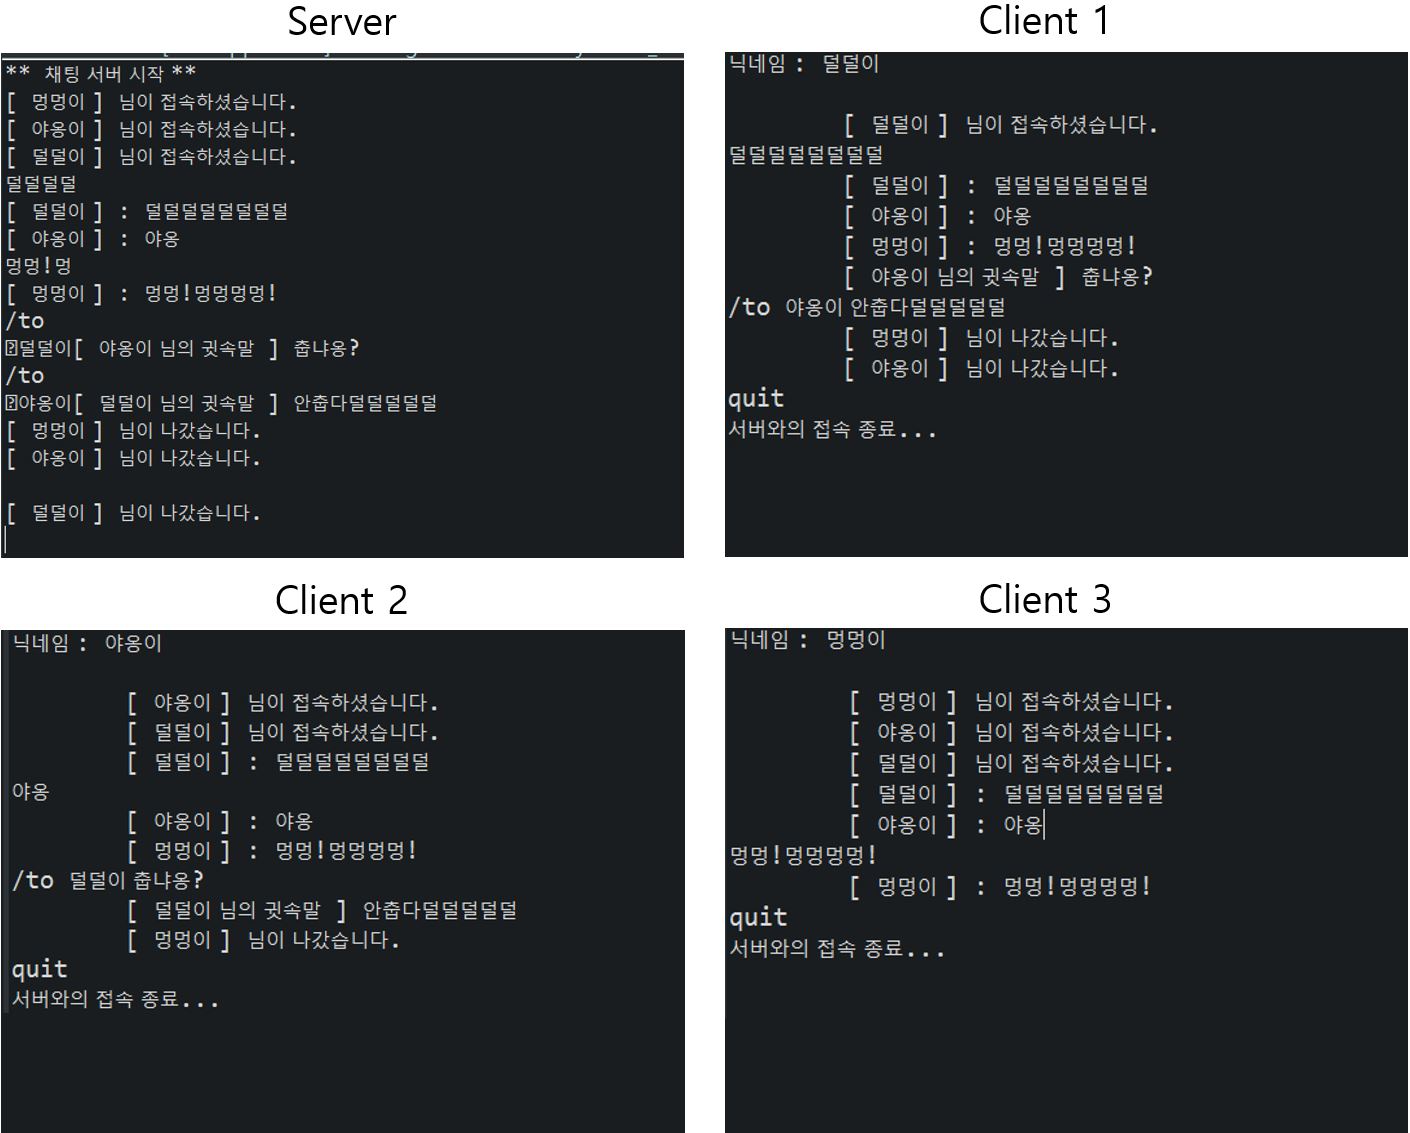 Server
** 채팅 서버 시작 **
[ 멍멍이 ] 님이 접속하셨습니다.
[ 야옹이 ] 님이 접속하셨습니다.
[ 덜덜이 ] 님이 접속하셨습니다.
덜덜덜덜
[ 덜덜이 ] : 덜덜덜덜덜덜덜덜
[ 야옹이 ] : 야옹
멍멍!멍
[ 멍멍이 ] : 멍멍!멍멍멍멍!
/to
덜덜이[ 야옹이 님의 귓속말 ] 춥냐옹?
/to
야옹이[ 덜덜이 님의 귓속말 ] 안춥다덜덜덜덜덜
[ 멍멍이 ] 님이 나갔습니다.
[ 야옹이 ] 님이 나갔습니다.
[ 덜덜이 ] 님이 나갔습니다.
Client 1
닉네임 : 덜덜이
[ 덜덜이 ] 님이 접속하셨습니다.
덜덜덜덜덜덜덜덜
[ 덜덜이 ] : 덜덜덜덜덜덜덜덜
[ 야옹이 ] : 야옹
[ 멍멍이 ] : 멍멍!멍멍멍멍!
[ 야옹이 님의 귓속말 ] 춥냐옹?
/to 야옹이 안춥다덜덜덜덜덜
[ 멍멍이 ] 님이 나갔습니다.
[ 야옹이 ] 님이 나갔습니다.
quit
서버와의 접속 종료...
Client 2
닉네임 : 야옹이
[ 야옹이 ] 님이 접속하셨습니다.
[ 덜덜이 ] 님이 접속하셨습니다.
[ 덜덜이 ] : 덜덜덜덜덜덜덜덜
야옹
[ 야옹이 ] : 야옹
[ 멍멍이 ] : 멍멍!멍멍멍멍!
/to 덜덜이 춥냐옹?
[ 덜덜이 님의 귓속말 ] 안춥다덜덜덜덜덜
[ 멍멍이 ] 님이 나갔습니다.
quit
서버와의 접속 종료...
Client 3
닉네임 : 멍멍이
[ 멍멍이 ] 님이 접속하셨습니다.
[ 야옹이 ] 님이 접속하셨습니다.
[ 덜덜이 ] 님이 접속하셨습니다.
[ 덜덜이 ] : 덜덜덜덜덜덜덜덜
[ 야옹이 ] : 야옹
멍멍!멍멍멍멍!
[ 멍멍이 ] : 멍멍!멍멍멍멍!
quit
서버와의 접속 종료...